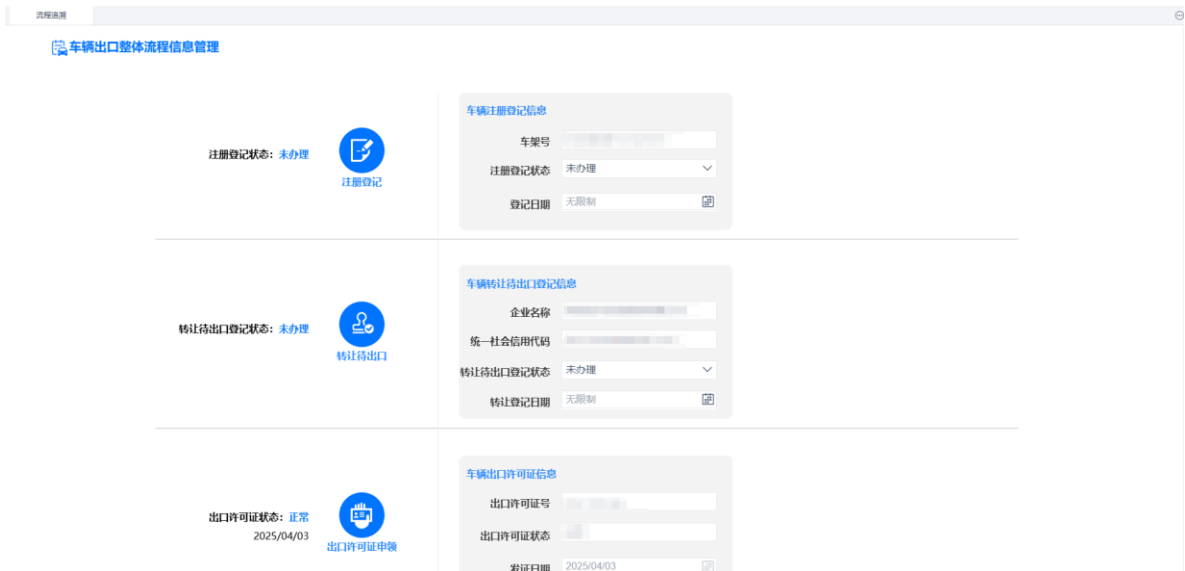 流程追溯
车辆出口整体流程信息管理
车辆注册登记信息
车架号
注册登记状态：未办理
注册登记
注册登记状态 未办理
登记日期 无限制
车辆转让待出口登记信息
企业名称
转让待出口登记状态：未办理
转让待出口
统一社会信用代码
转让待出口登记状态 未办理
转让登记日期 无限制
车辆出口许可证信息
出口许可证号
出口许可证状态：正常
2025/04/03
出口许可证申领
出口许可证状态
发证日期 2025/04/03